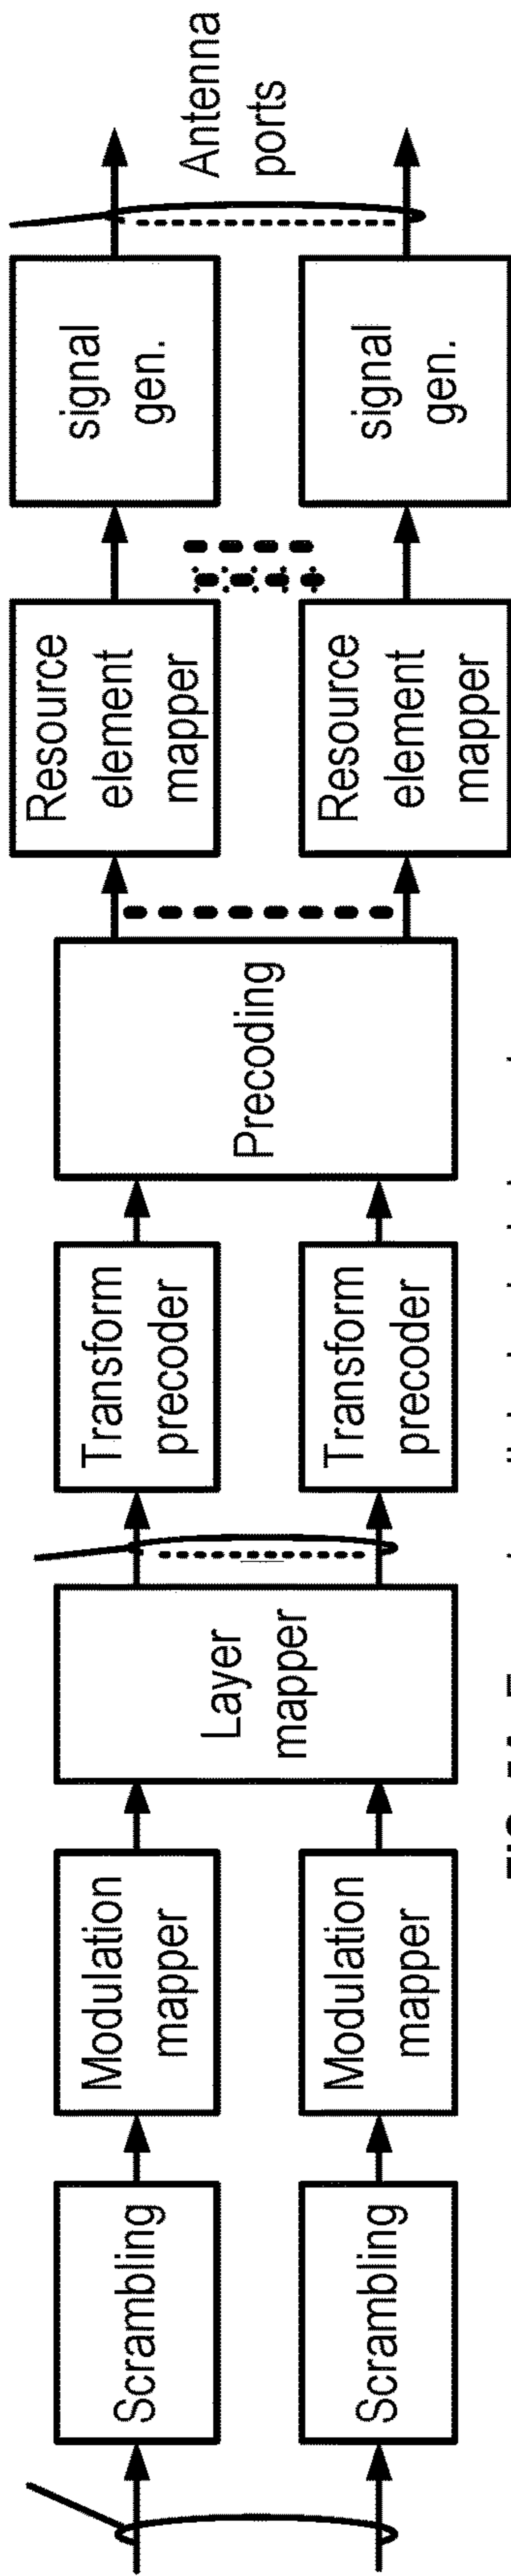 Scrambling
Scrambling
Modulation
mapper
Modulation
mapper
Layer
mapper
Transform
precoder
Transform
precoder
Precoding
Resource
element
mapper
Resource
element
mapper
signal
gen.
signal
gen.
Antenna
ports